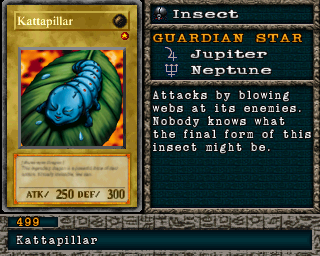 Kattapillar
ATK/ 250 DEF/ 300
Insect
GUARDIAN STAR
Jupiter
Neptune
Attacks by blowing
webs at its enemies.
Nobody knows what
the final form of this
insect might be.
499
Kattapillar